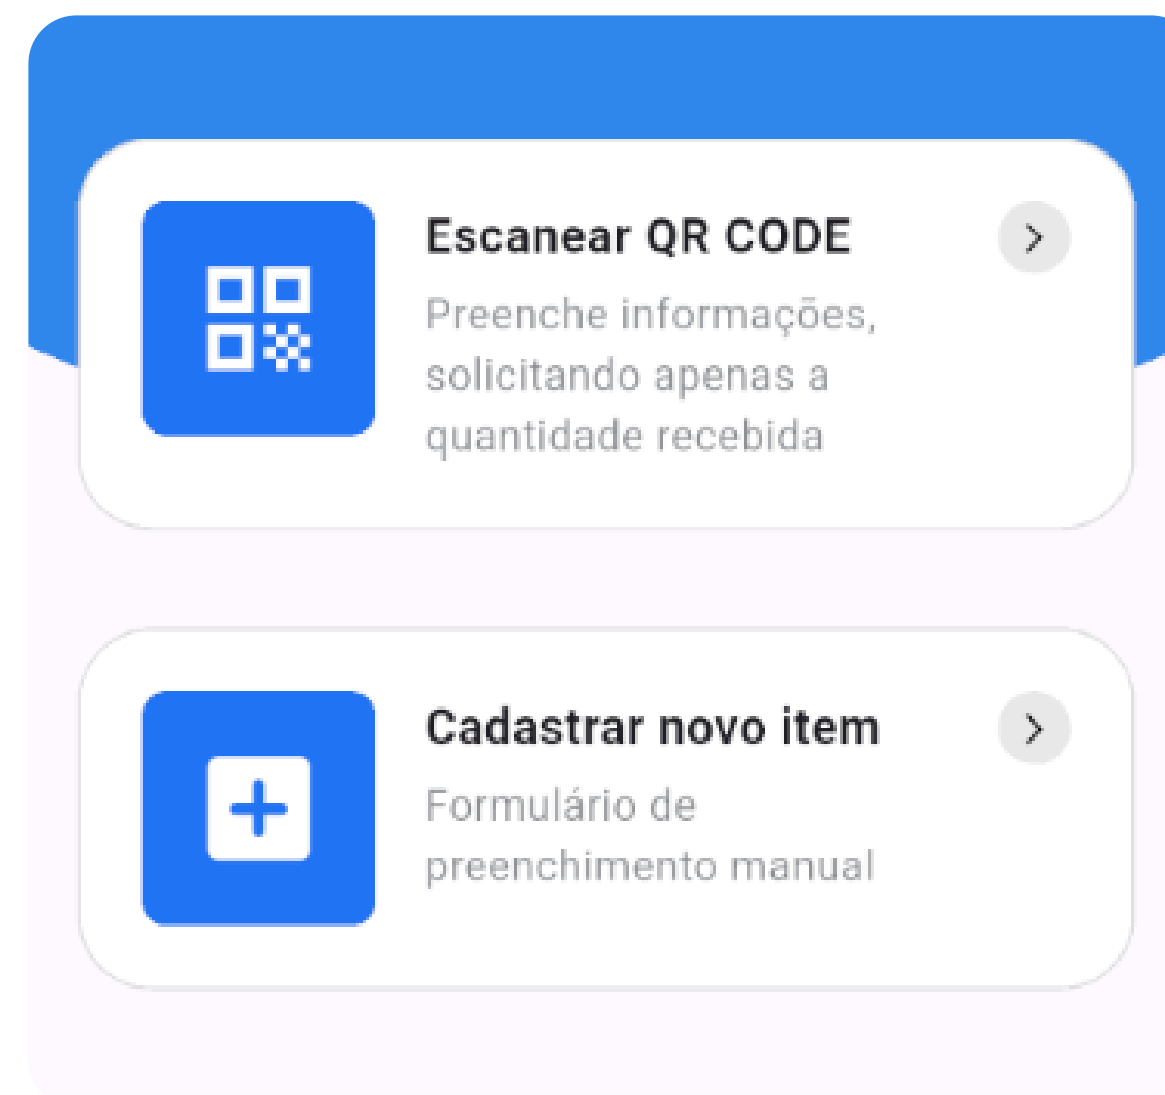 Escanear QR CODE
Preenche informações,
solicitando apenas a
quantidade recebida
Cadastrar novo item
Formulário de
preenchimento manual